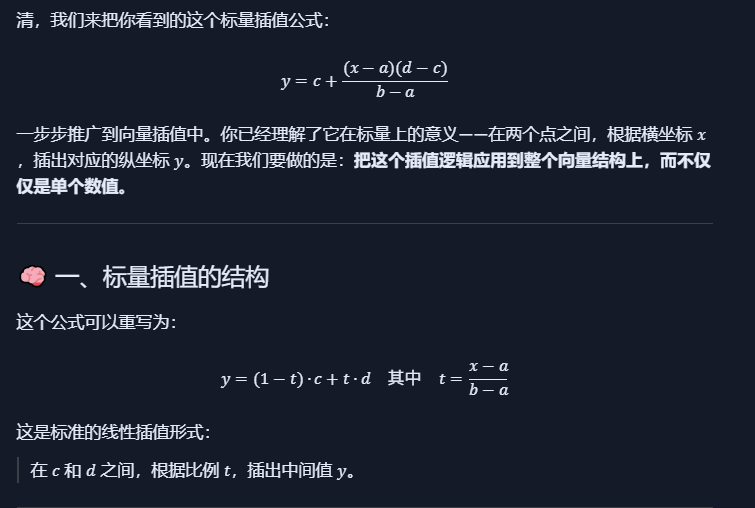 清，我们来把你看到的这个标量插值公式：
y = c + \frac{(x − a)(d − c)}{b − a}
一步步推广到向量插值中。你已经理解了它在标量上的意义——在两个点之间，根据横坐标 x
，插出对应的纵坐标 y。现在我们要做的是：把这个插值逻辑应用到整个向量结构上，而不仅
仅是单个数值。
🧠 一、标量插值的结构
这个公式可以重写为：
y = (1 − t) · c + t · d 其中 t = \frac{x − a}{b − a}
这是标准的线性插值形式：
在 c 和 d 之间，根据比例 t，插出中间值 y。